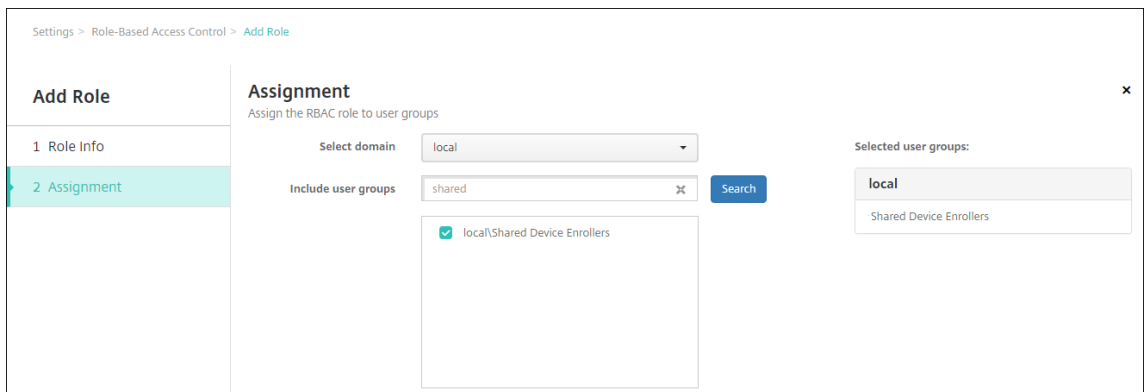 Settings > Role-Based Access Control > Add Role
Add Role
1 Role Info
2 Assignment
Assignment
Assign the RBAC role to user groups
Select domain
local
Include user groups
shared
Search
local\Shared Device Enrollers
Selected user groups:
local
Shared Device Enrollers